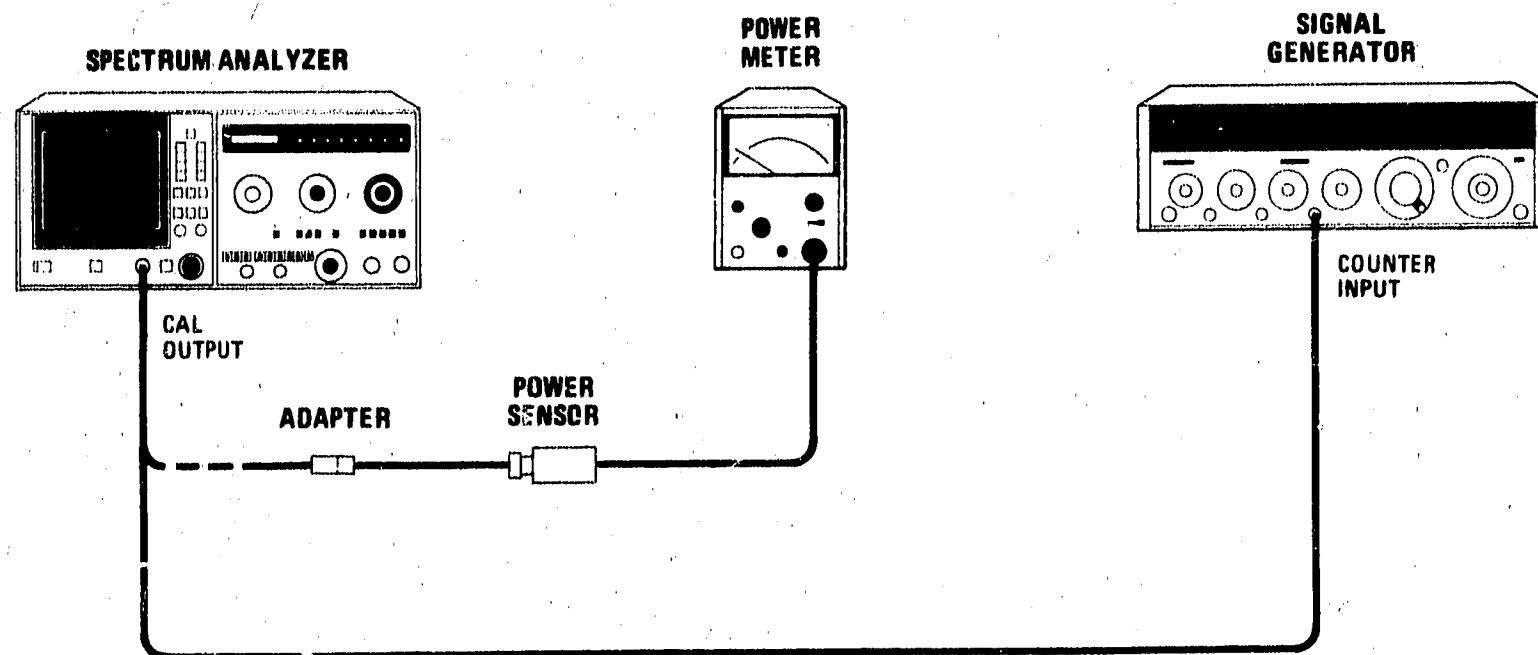 SPECTRUM ANALYZER
POWER
METER
SIGNAL
GENERATOR
CAL
OUTPUT
COUNTER
INPUT
ADAPTER
POWER
SENSOR